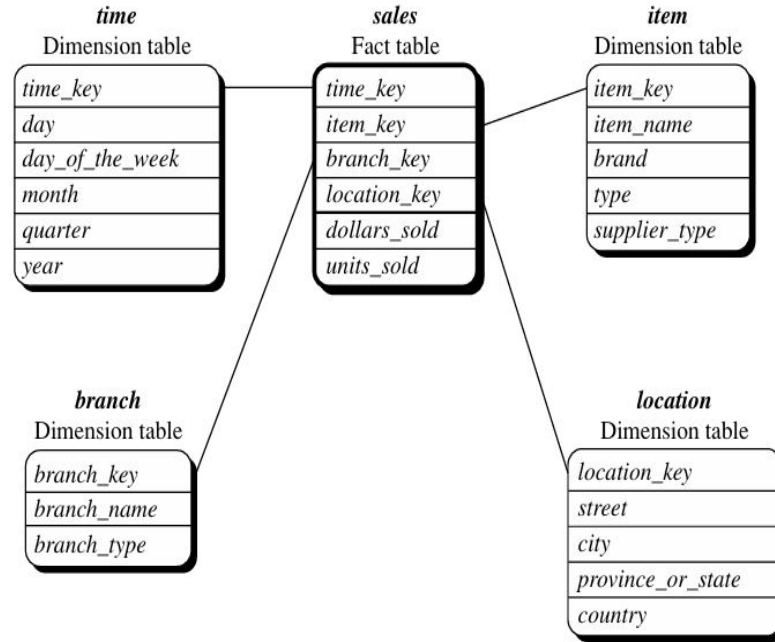 time
Dimension table
time_key
day
day_of_the_week
month
quarter
year
sales
Fact table
time_key
item_key
branch_key
location_key
dollars_sold
units_sold
item
Dimension table
item_key
item_name
brand
type
supplier_type
branch
Dimension table
branch_key
branch_name
branch_type
location
Dimension table
location_key
street
city
province_or_state
country